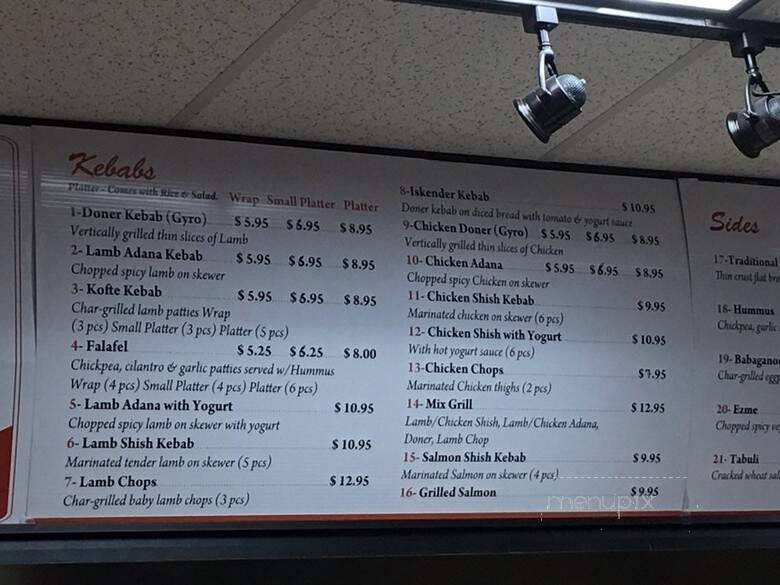 Kebabs
Platter - Comes with Rice & Salad. Wrap Small Platter Platter
1-Doner Kebab (Gyro) $5.95 $6.95 $8.95
Vertically grilled thin slices of Lamb
2- Lamb Adana Kebab $5.95 $6.95 $8.95
Chopped spicy lamb on skewer
3- Kofte Kebab $5.95 $6.95 $8.95
Char-grilled lamb patties Wrap
(3 pcs) Small Platter (3 pcs) Platter (5 pcs)
4- Falafel $5.25 $6.25 $8.00
Chickpea, cilantro & garlic patties served w/Hummus
Wrap (4 pcs) Small Platter (4 pcs) Platter (6 pcs)
5- Lamb Adana with Yogurt $10.95
Chopped spicy lamb on skewer with yogurt
6- Lamb Shish Kebab $10.95
Marinated tender lamb on skewer (5 pcs)
7- Lamb Chops $12.95
Char-grilled baby lamb chops (3 pcs)
8-Iskender Kebab $10.95
Doner kebab on diced bread with tomato & yogurt sauce
9-Chicken Doner (Gyro) $5.95 $6.95 $8.95
Vertically grilled thin slices of Chicken
10- Chicken Adana $5.95 $6.95 $8.95
Chopped spicy Chicken on skewer
11- Chicken Shish Kebab $9.95
Marinated chicken on skewer (6 pcs)
12- Chicken Shish with Yogurt $10.95
With hot yogurt sauce (6 pcs)
13-Chicken Chops $7.95
Marinated Chicken thighs (2 pcs)
14- Mix Grill $12.95
Lamb/Chicken Shish, Lamb/Chicken Adana,
Doner, Lamb Chop
15- Salmon Shish Kebab $9.95
Marinated Salmon on skewer (4 pcs)
16- Grilled Salmon $9.95
menupix
Sides
17-Traditional
Thin crust flat
18- Hummus
Chickpea, garlic
19-
Char-grilled
20- Ezme
Chopped spicy
21- Tabuli
Cracked wheat